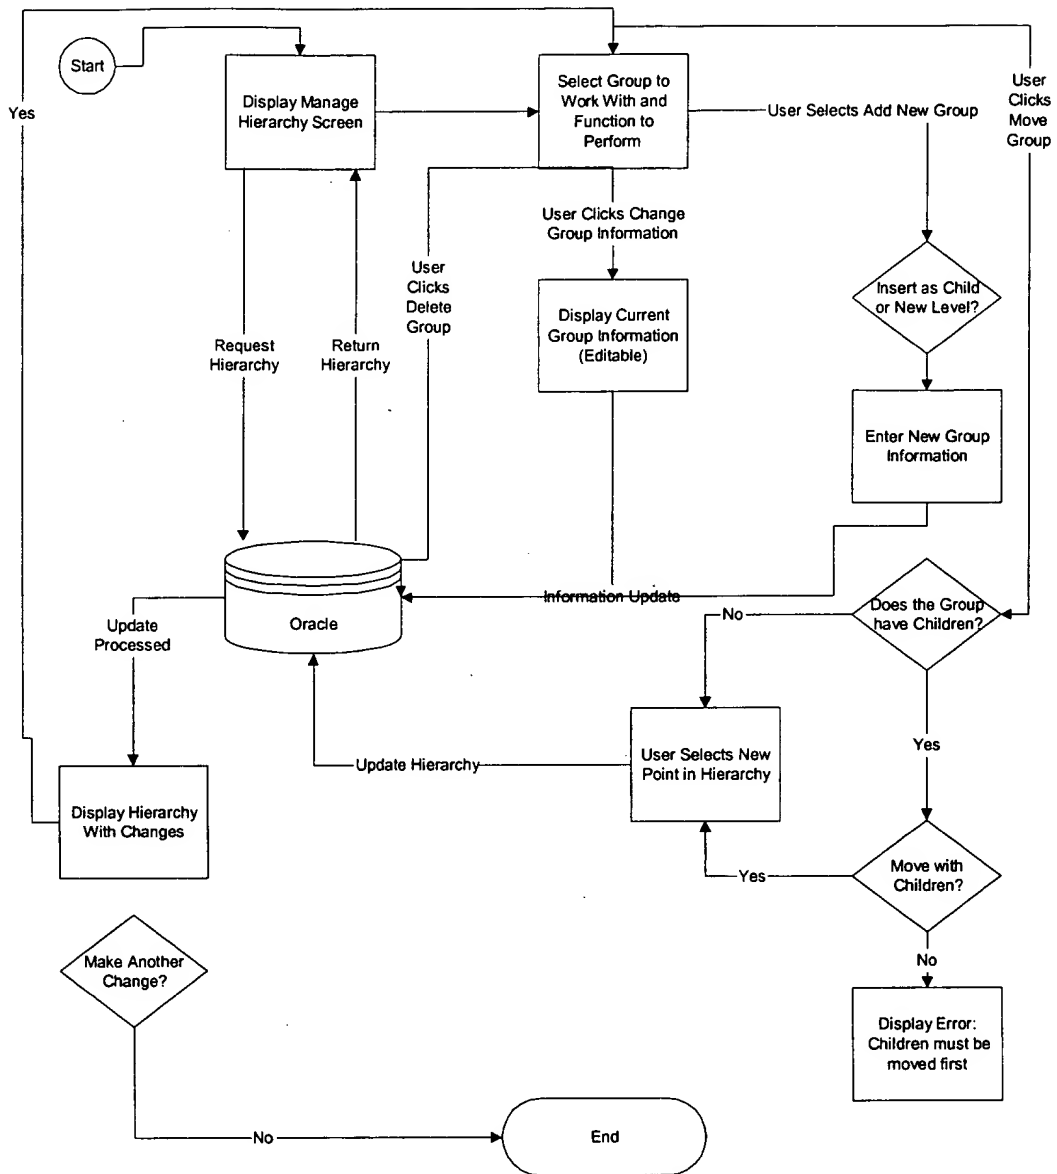 Start
Yes
Display Manage
Hierarchy Screen
Select Group to
Work With and
Function to
Perform
User Selects Add New Group
User
Clicks
Move
Group
User Clicks Change
Group Information
User
Clicks
Delete
Group
Insert as Child
or New Level?
Display Current
Group Information
(Editable)
Request
Hierarchy
Return
Hierarchy
Enter New Group
Information
Information Update
Oracle
Does the Group
have Children?
No
Update
Processed
Yes
User Selects New
Point in Hierarchy
Update Hierarchy
Display Hierarchy
With Changes
Move with
Children?
Yes
Make Another
Change?
No
Display Error:
Children must be
moved first
No
End